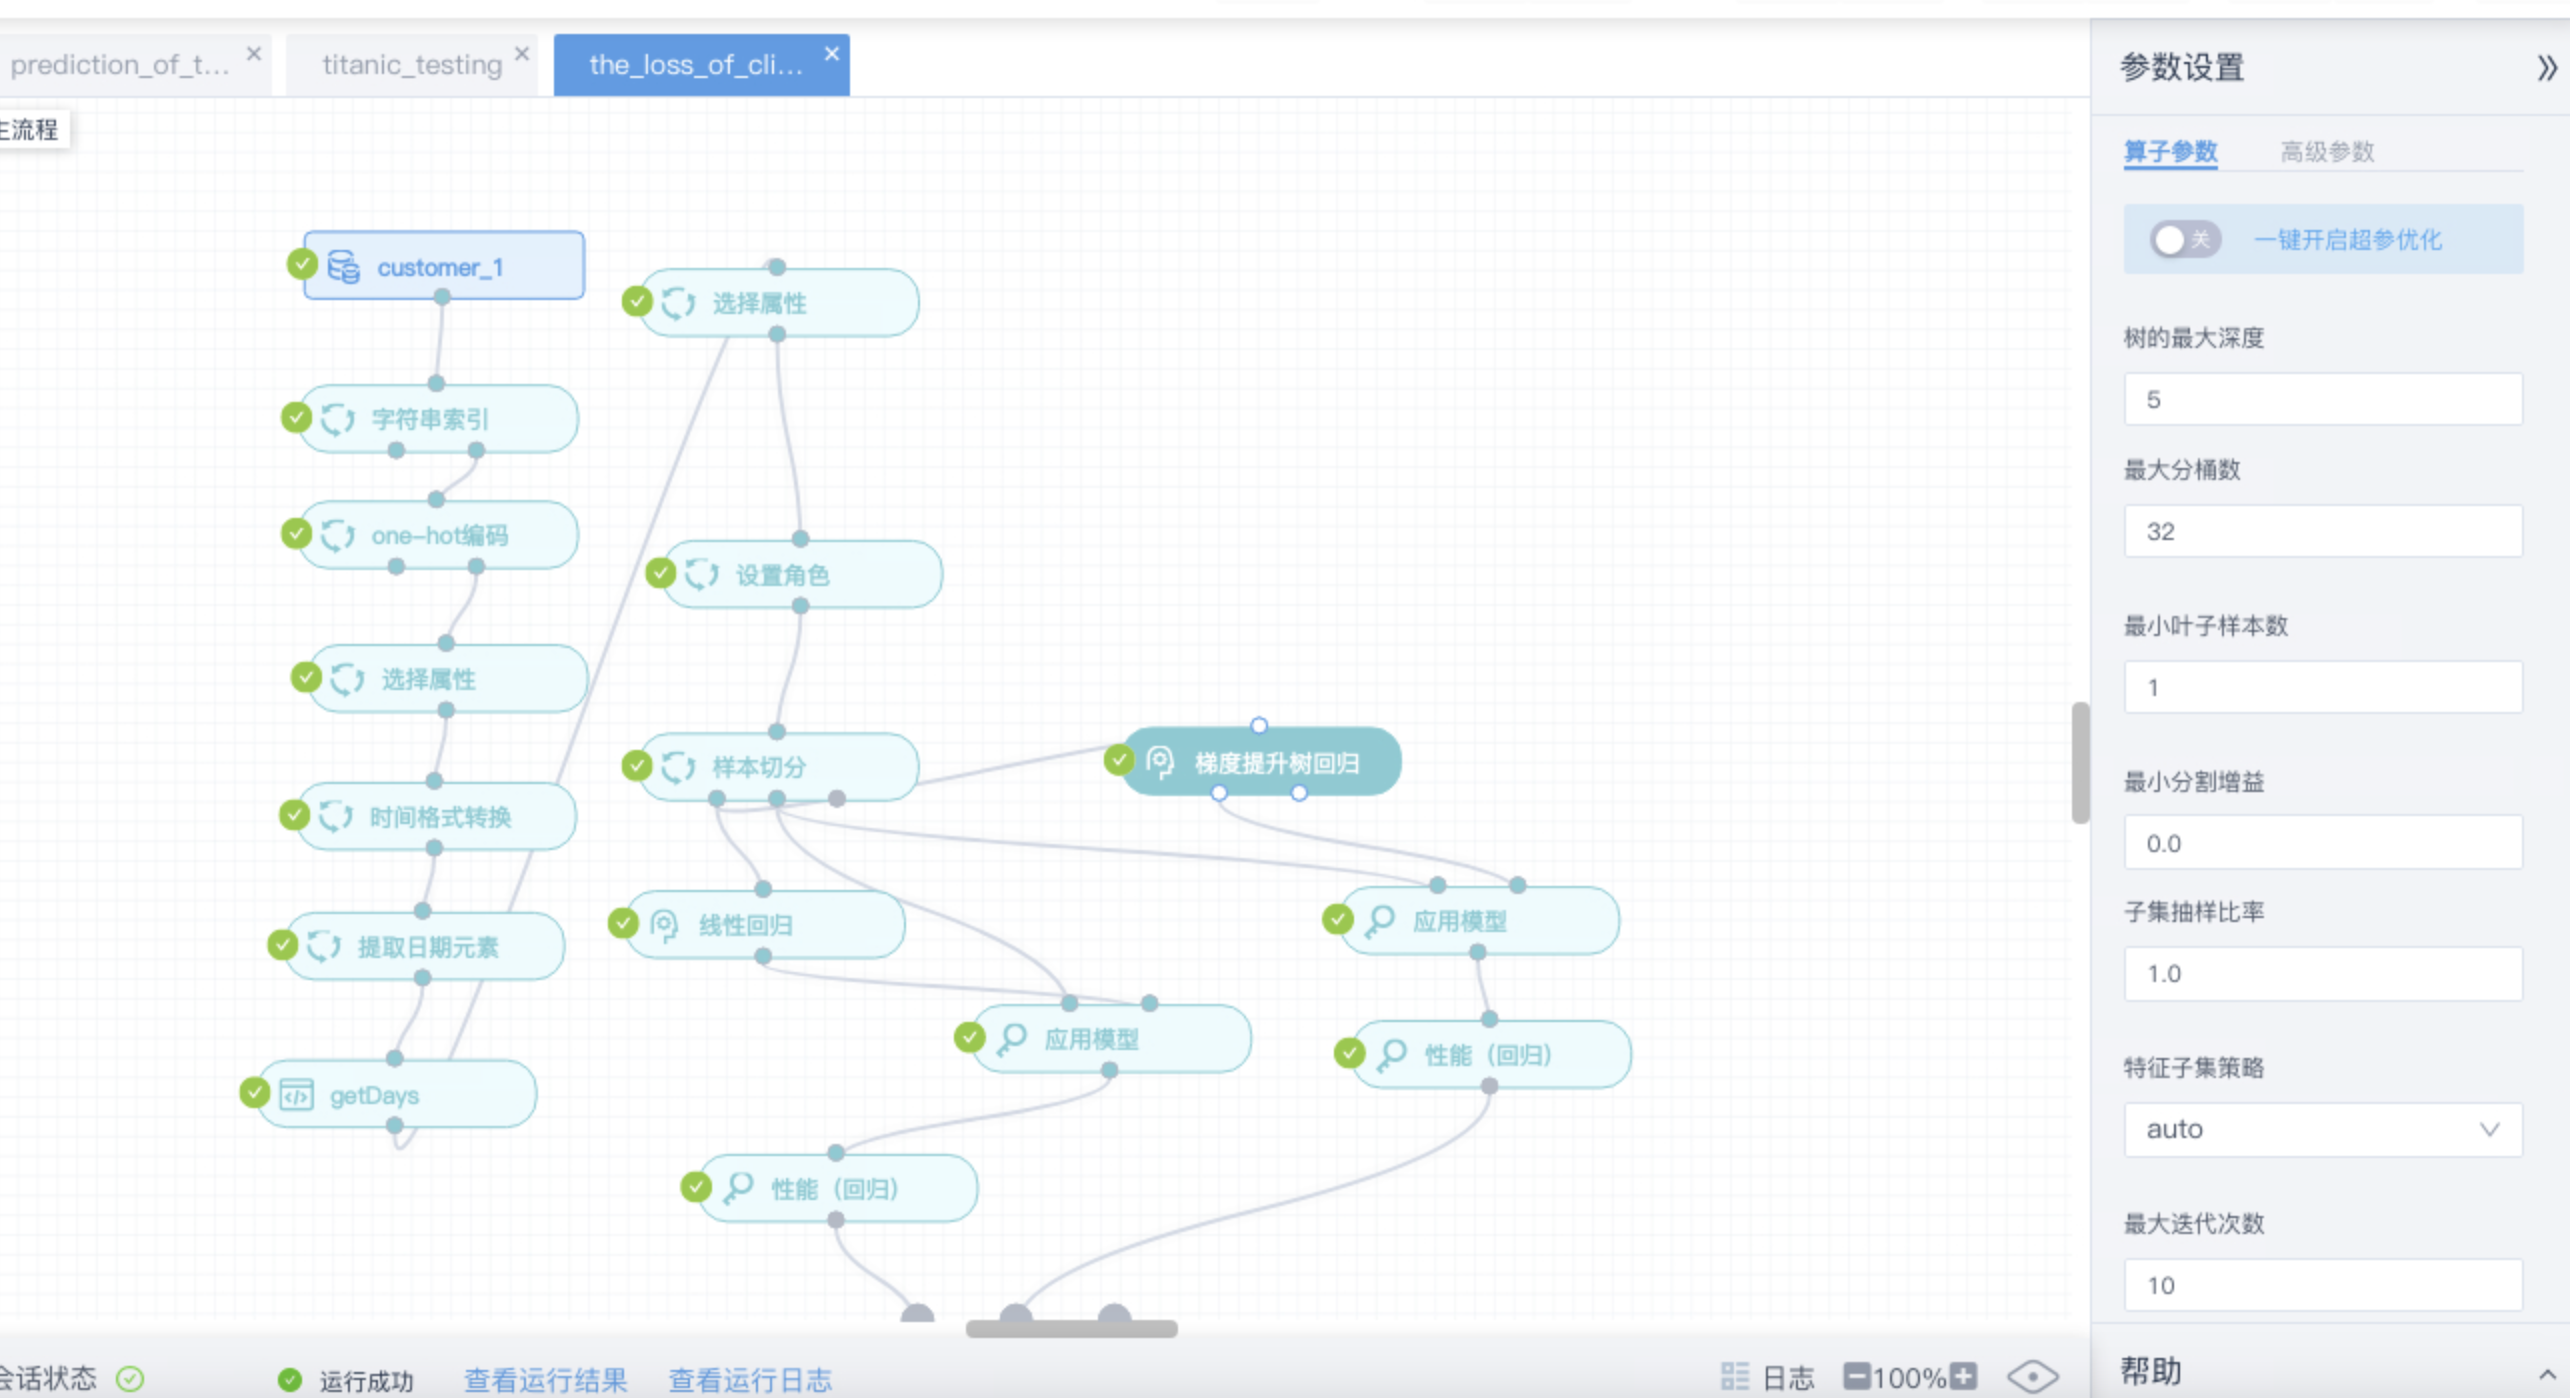 prediction_of_t...
titanic_testing
the_loss_of_cli...
主流程
customer_1
字符串索引
one-hot编码
选择属性
时间格式转换
提取日期元素
getDays
选择属性
设置角色
样本切分
梯度提升树回归
线性回归
应用模型
应用模型
性能（回归）
性能（回归）
会话状态
运行成功
查看运行结果
查看运行日志
日志
100%
参数设置
算子参数
高级参数
关
一键开启超参优化
树的最大深度
5
最大分桶数
32
最小叶子样本数
1
最小分割增益
0.0
子集抽样比率
1.0
特征子集策略
auto
最大迭代次数
10
帮助